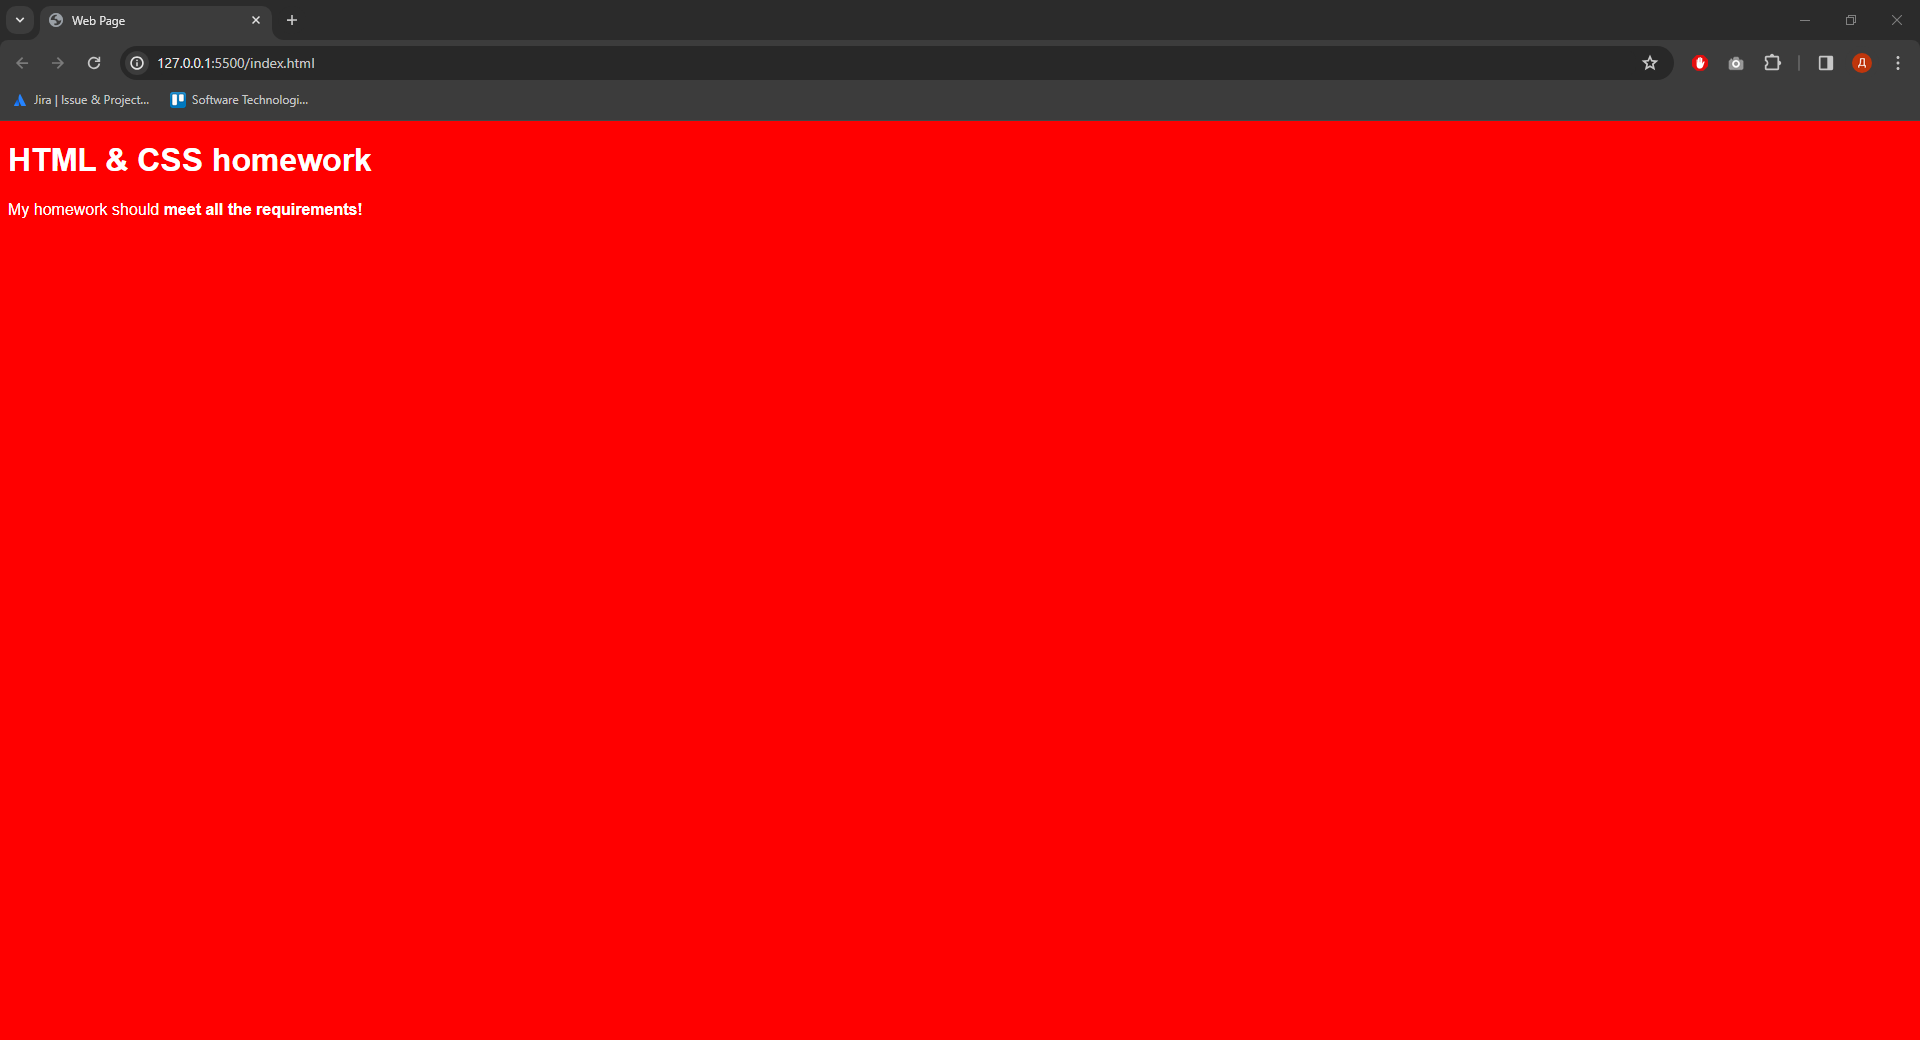 Web Page
127.0.0.1:5500/index.html
Д
Jira | Issue & Project...
Software Technologi...
HTML & CSS homework
My homework should meet all the requirements!